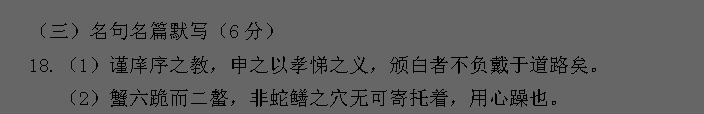 （三）名句名篇默写（6分）
18.（1）谨庠序之教，申之以孝悌之义，颁白者不负戴于道路矣。
（2）蟹六跪而二螯，非蛇鳝之穴无可寄托着，用心躁也。